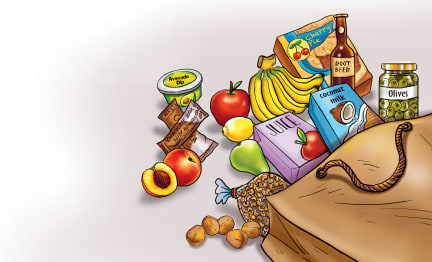 Cherry
Pie
ROOT
BEER
Avocado
Dip
Olives
coconut
milk
JUICE